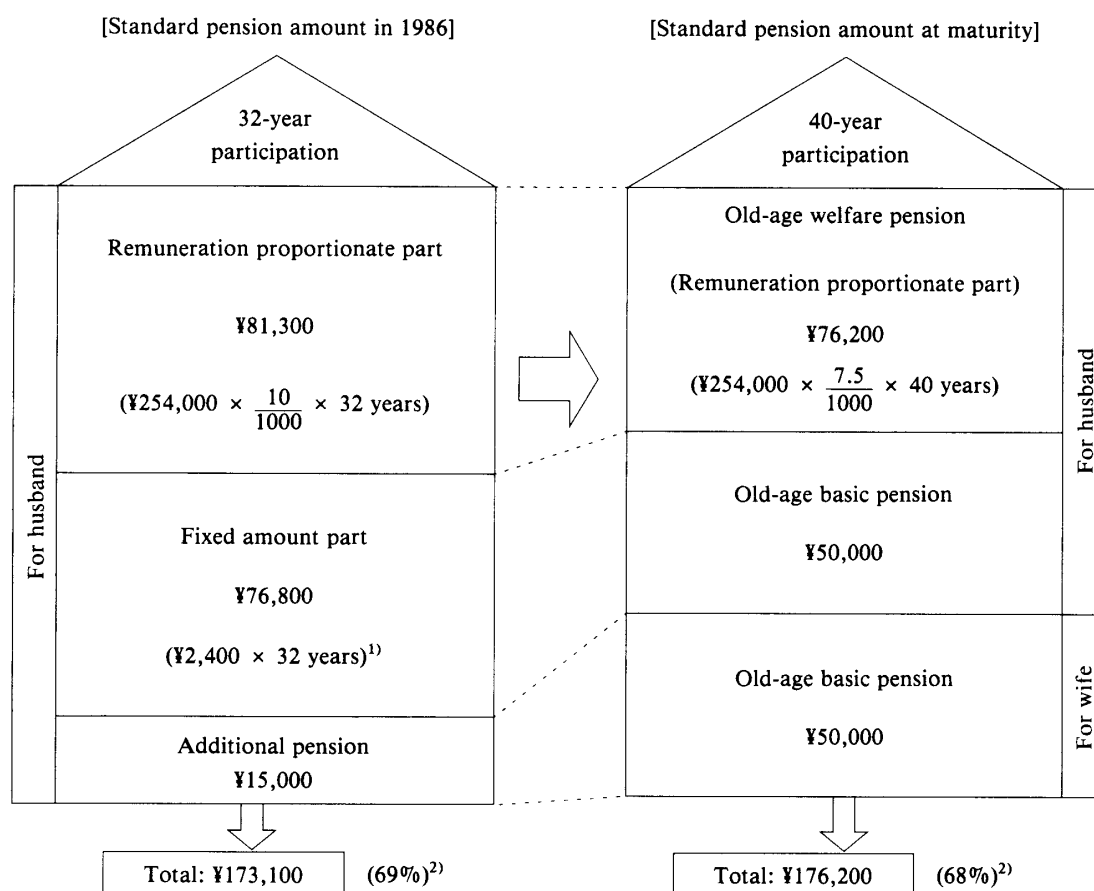 [Standard pension amount in 1986]
32-year
participation
For husband
Remuneration proportionate part
¥81,300
(¥254,000 × 10/1000 × 32 years)
Fixed amount part
¥76,800
(¥2,400 × 32 years)¹⁾
Additional pension
¥15,000
Total: ¥173,100 (69%)²⁾
[Standard pension amount at maturity]
40-year
participation
Old-age welfare pension
(Remuneration proportionate part)
¥76,200
(¥254,000 × 7.5/1000 × 40 years)
Old-age basic pension
¥50,000
For husband
Old-age basic pension
¥50,000
For wife
Total: ¥176,200 (68%)²⁾